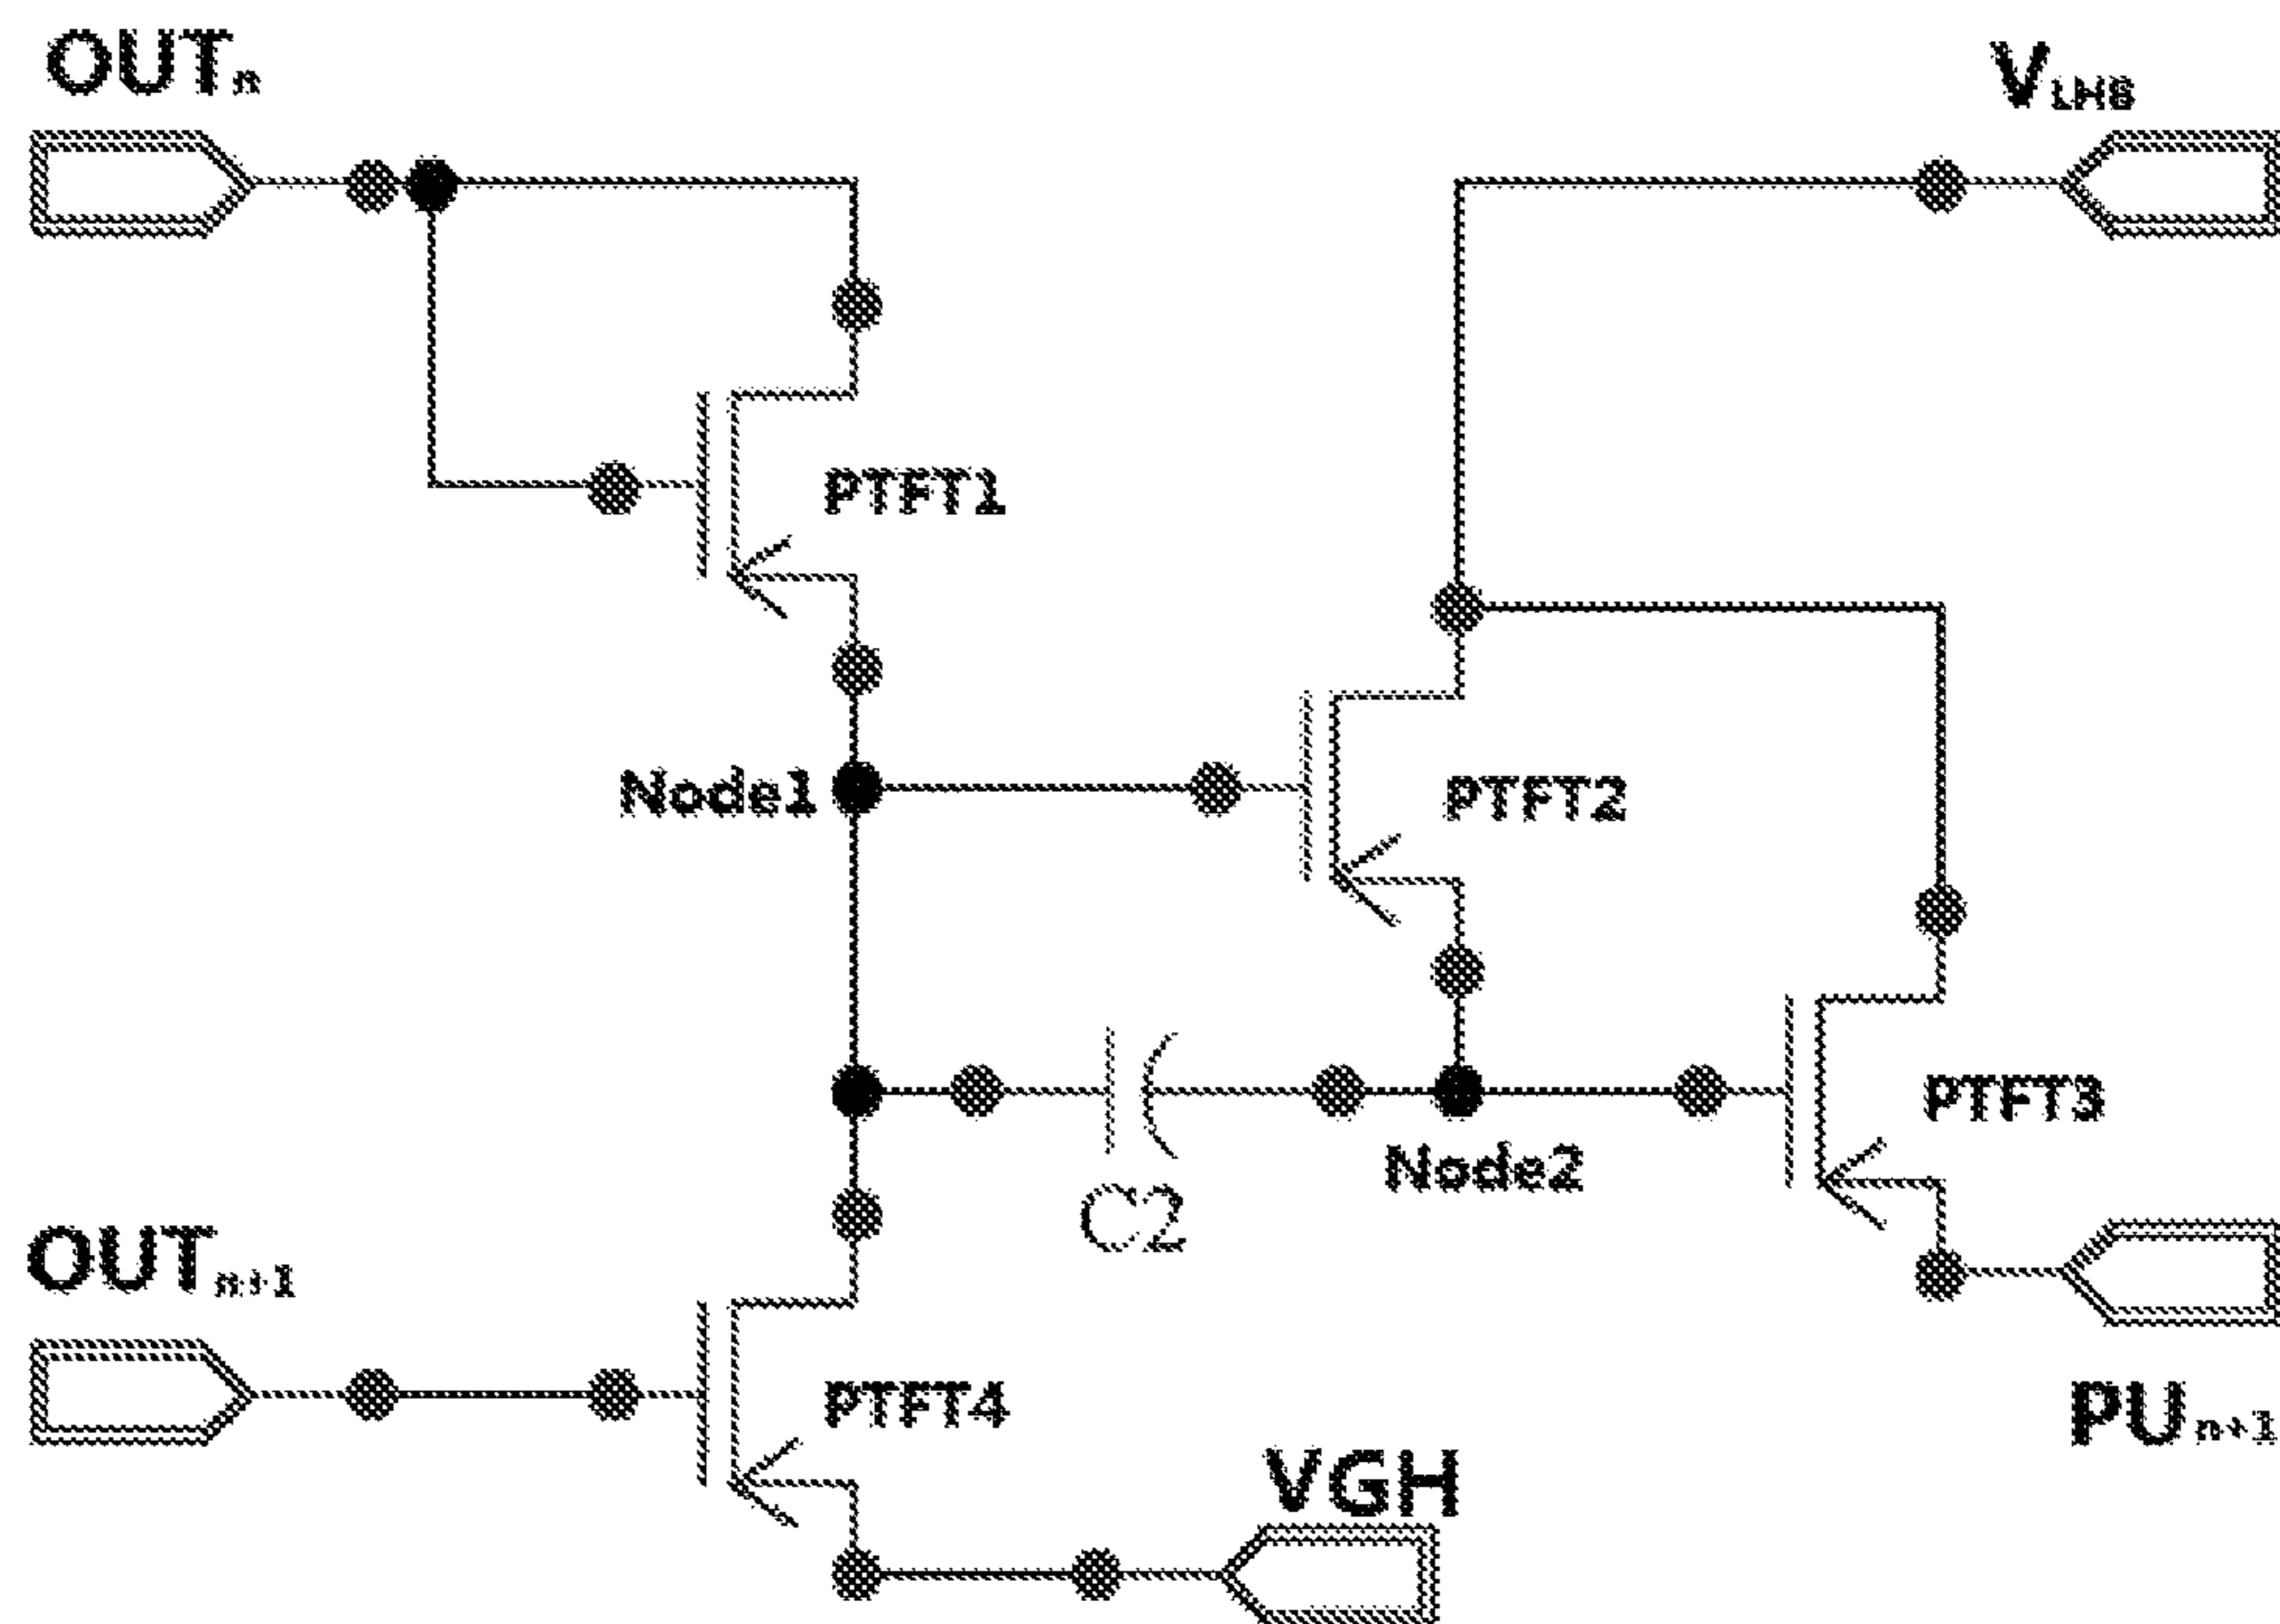 OUTn
VLHS
PTFT1
Node1
PTFT2
PTFT3
Node2
C2
OUTn+1
PTFT4
PUn+1
VGH